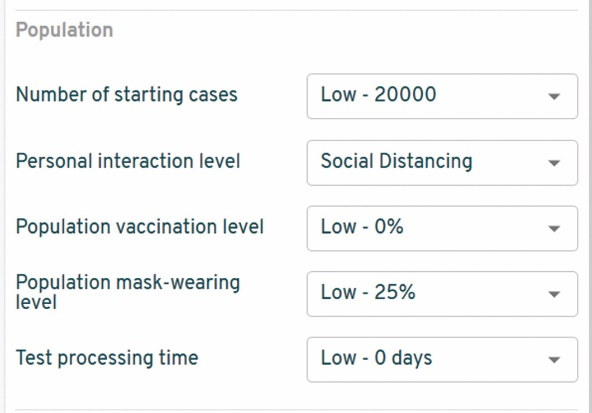 Population
Number of starting cases
Low - 20000
Personal interaction level
Social Distancing
Population vaccination level
Low - 0%
Population mask-wearing
level
Low - 25%
Test processing time
Low - 0 days